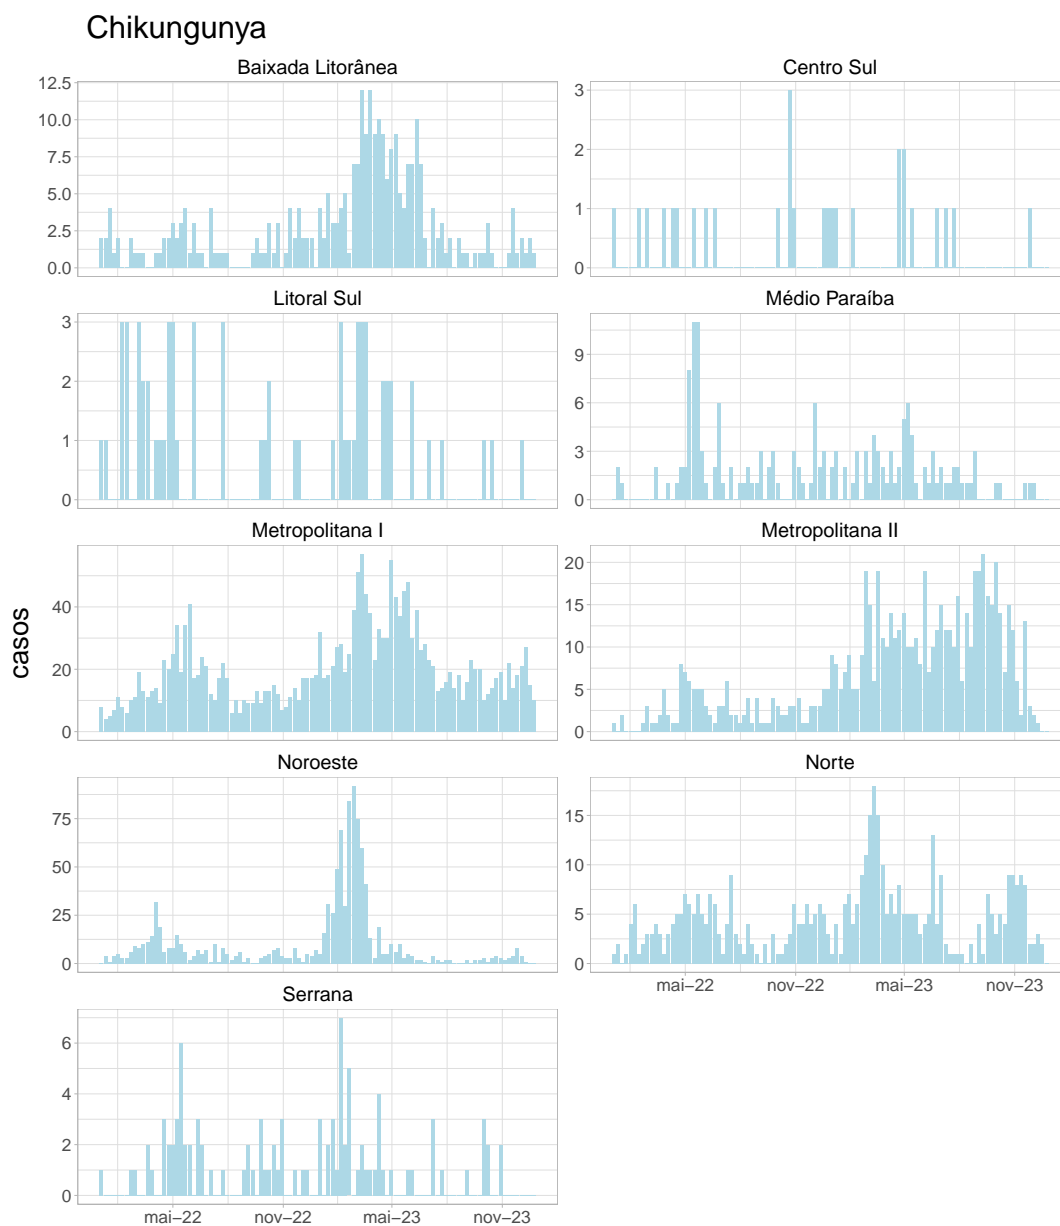 Chikungunya
Baixada Litorânea
Centro Sul
12.5
10.0
7.5
5.0
2.5
0.0
3
2
1
0
Litoral Sul
Médio Paraíba
3
2
1
0
9
6
3
0
Metropolitana I
Metropolitana II
40
20
0
20
15
10
5
0
casos
Noroeste
Norte
75
50
25
0
15
10
5
0
mai–22 nov–22 mai–23 nov–23
Serrana
6
4
2
0
mai–22 nov–22 mai–23 nov–23